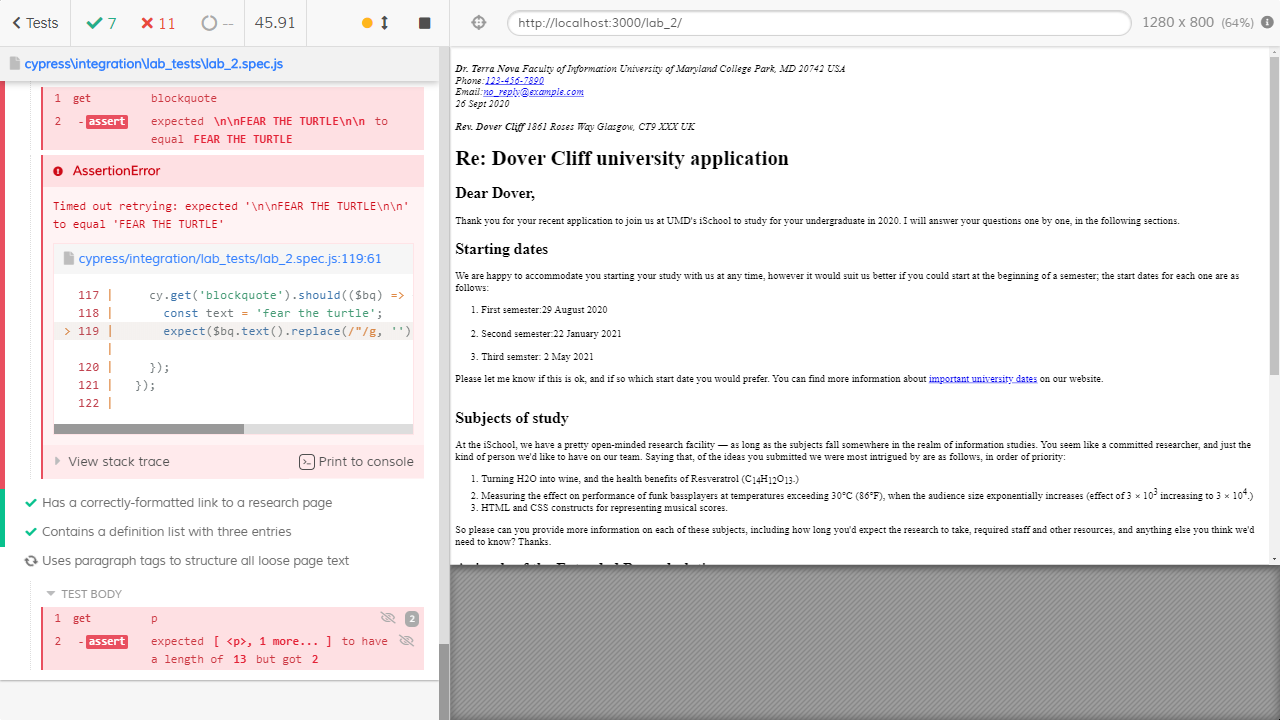 Tests
7
11
--
45.91
http://localhost:3000/lab_2/
1280 x 800 (64%)
cypress\integration\lab_tests\lab_2.spec.js
1 get blockquote
2 -assert expected \n\nFEAR THE TURTLE\n\n to
equal FEAR THE TURTLE
AssertionError
Timed out retrying: expected '\n\nFEAR THE TURTLE\n\n'
to equal 'FEAR THE TURTLE'
cypress/integration/lab_tests/lab_2.spec.js:119:61
117 | cy.get('blockquote').should(($bq) =>
118 | const text = 'fear the turtle';
> 119 | expect($bq.text().replace(/"/g, '')
|
120 | });
121 | });
122 |
View stack trace
Print to console
Has a correctly-formatted link to a research page
Contains a definition list with three entries
Uses paragraph tags to structure all loose page text
TEST BODY
1 get p 2
2 -assert expected [ <p>, 1 more... ] to have
a length of 13 but got 2
Dr. Terra Nova Faculty of Information University of Maryland College Park, MD 20742 USA
Phone:123-456-7890
Email:no_reply@example.com
26 Sept 2020
Rev. Dover Cliff 1861 Roses Way Glasgow, CT9 XXX UK
Re: Dover Cliff university application
Dear Dover,
Thank you for your recent application to join us at UMD's iSchool to study for your undergraduate in 2020. I will answer your questions one by one, in the following sections.
Starting dates
We are happy to accommodate you starting your study with us at any time, however it would suit us better if you could start at the beginning of a semester; the start dates for each one are as
follows:
1. First semester:29 August 2020
2. Second semester:22 January 2021
3. Third semster: 2 May 2021
Please let me know if this is ok, and if so which start date you would prefer. You can find more information about important university dates on our website.
Subjects of study
At the iSchool, we have a pretty open-minded research facility — as long as the subjects fall somewhere in the realm of information studies. You seem like a committed researcher, and just the
kind of person we'd like to have on our team. Saying that, of the ideas you submitted we were most intrigued by are as follows, in order of priority:
1. Turning H2O into wine, and the health benefits of Resveratrol (C₁₄H₁₂O₁₃.)
2. Measuring the effect on performance of funk bassplayers at temperatures exceeding 30°C (86°F), when the audience size exponentially increases (effect of 3 × 10³ increasing to 3 × 10⁴.)
3. HTML and CSS constructs for representing musical scores.
So please can you provide more information on each of these subjects, including how long you'd expect the research to take, required staff and other resources, and anything else you think we'd
need to know? Thanks.